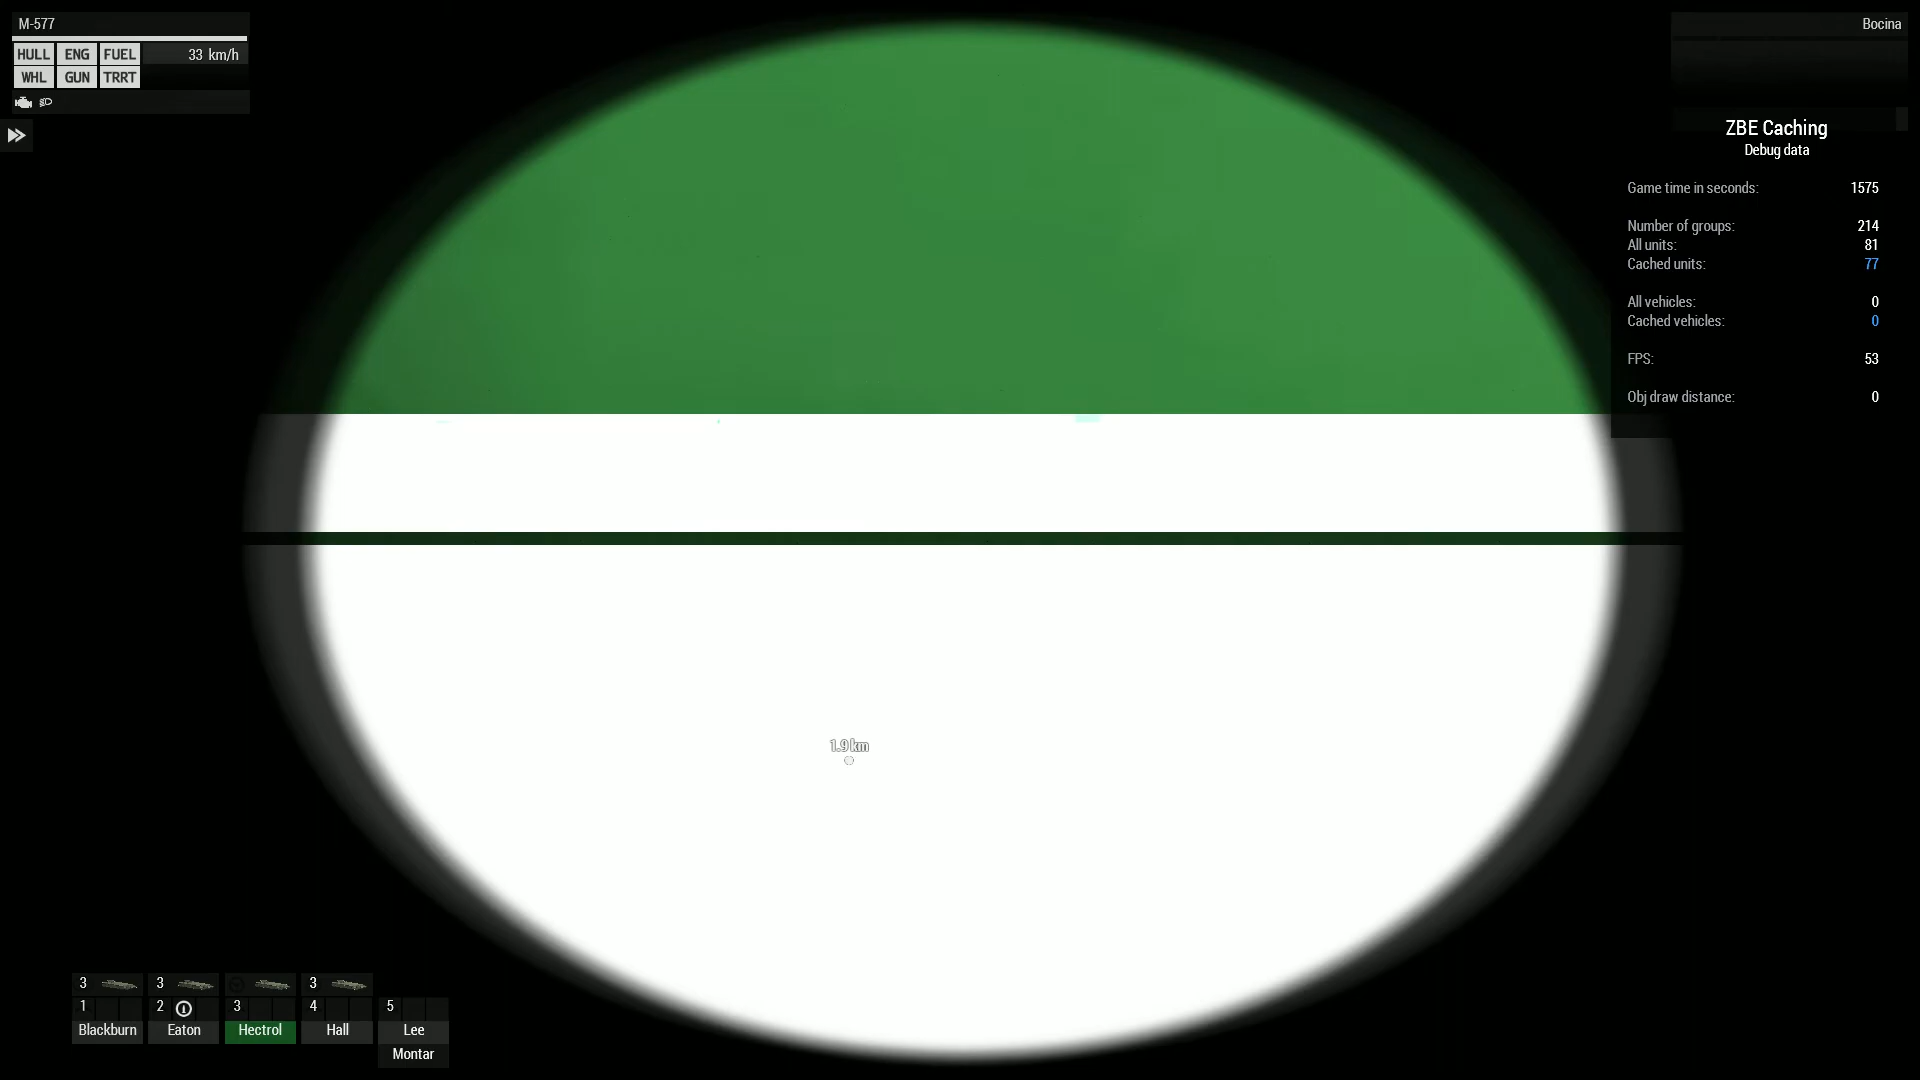 M-577
HULL ENG FUEL 33 km/h
WHL GUN TRRT
Bocina
ZBE Caching
Debug data
Game time in seconds: 1575
Number of groups: 214
All units: 81
Cached units: 77
All vehicles: 0
Cached vehicles: 0
FPS: 53
Obj draw distance: 0
1.9 km
3 3 3
1 2 3 4 5
Blackburn Eaton Hectrol Hall Lee
Montar